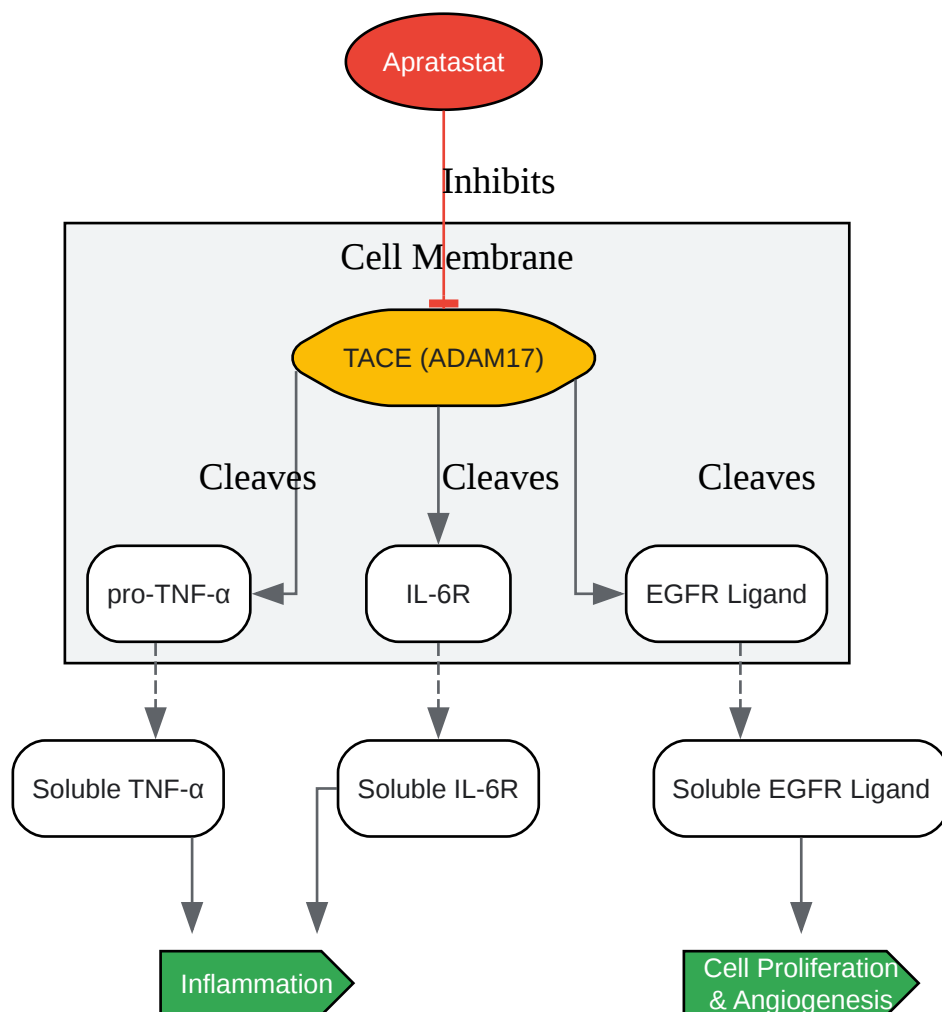 Apratastat
Inhibits
Cell Membrane
TACE (ADAM17)
Cleaves
Cleaves
Cleaves
pro-TNF-α
IL-6R
EGFR Ligand
Soluble TNF-α
Soluble IL-6R
Soluble EGFR Ligand
Inflammation
Cell Proliferation
& Angiogenesis